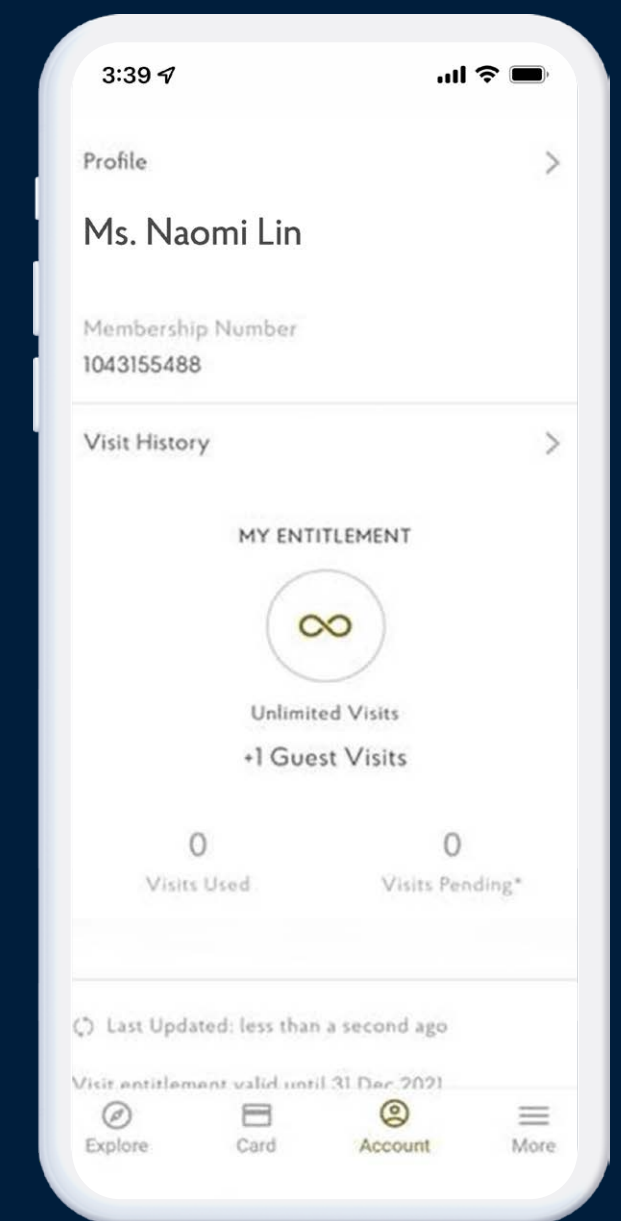 3:39
Profile
Ms. Naomi Lin
Membership Number
1043155488
Visit History
MY ENTITLEMENT
Unlimited Visits
+1 Guest Visits
0 0
Visits Used Visits Pending*
Last Updated: less than a second ago
Visit entitlement valid until 31 Dec 2021
Explore Card Account More